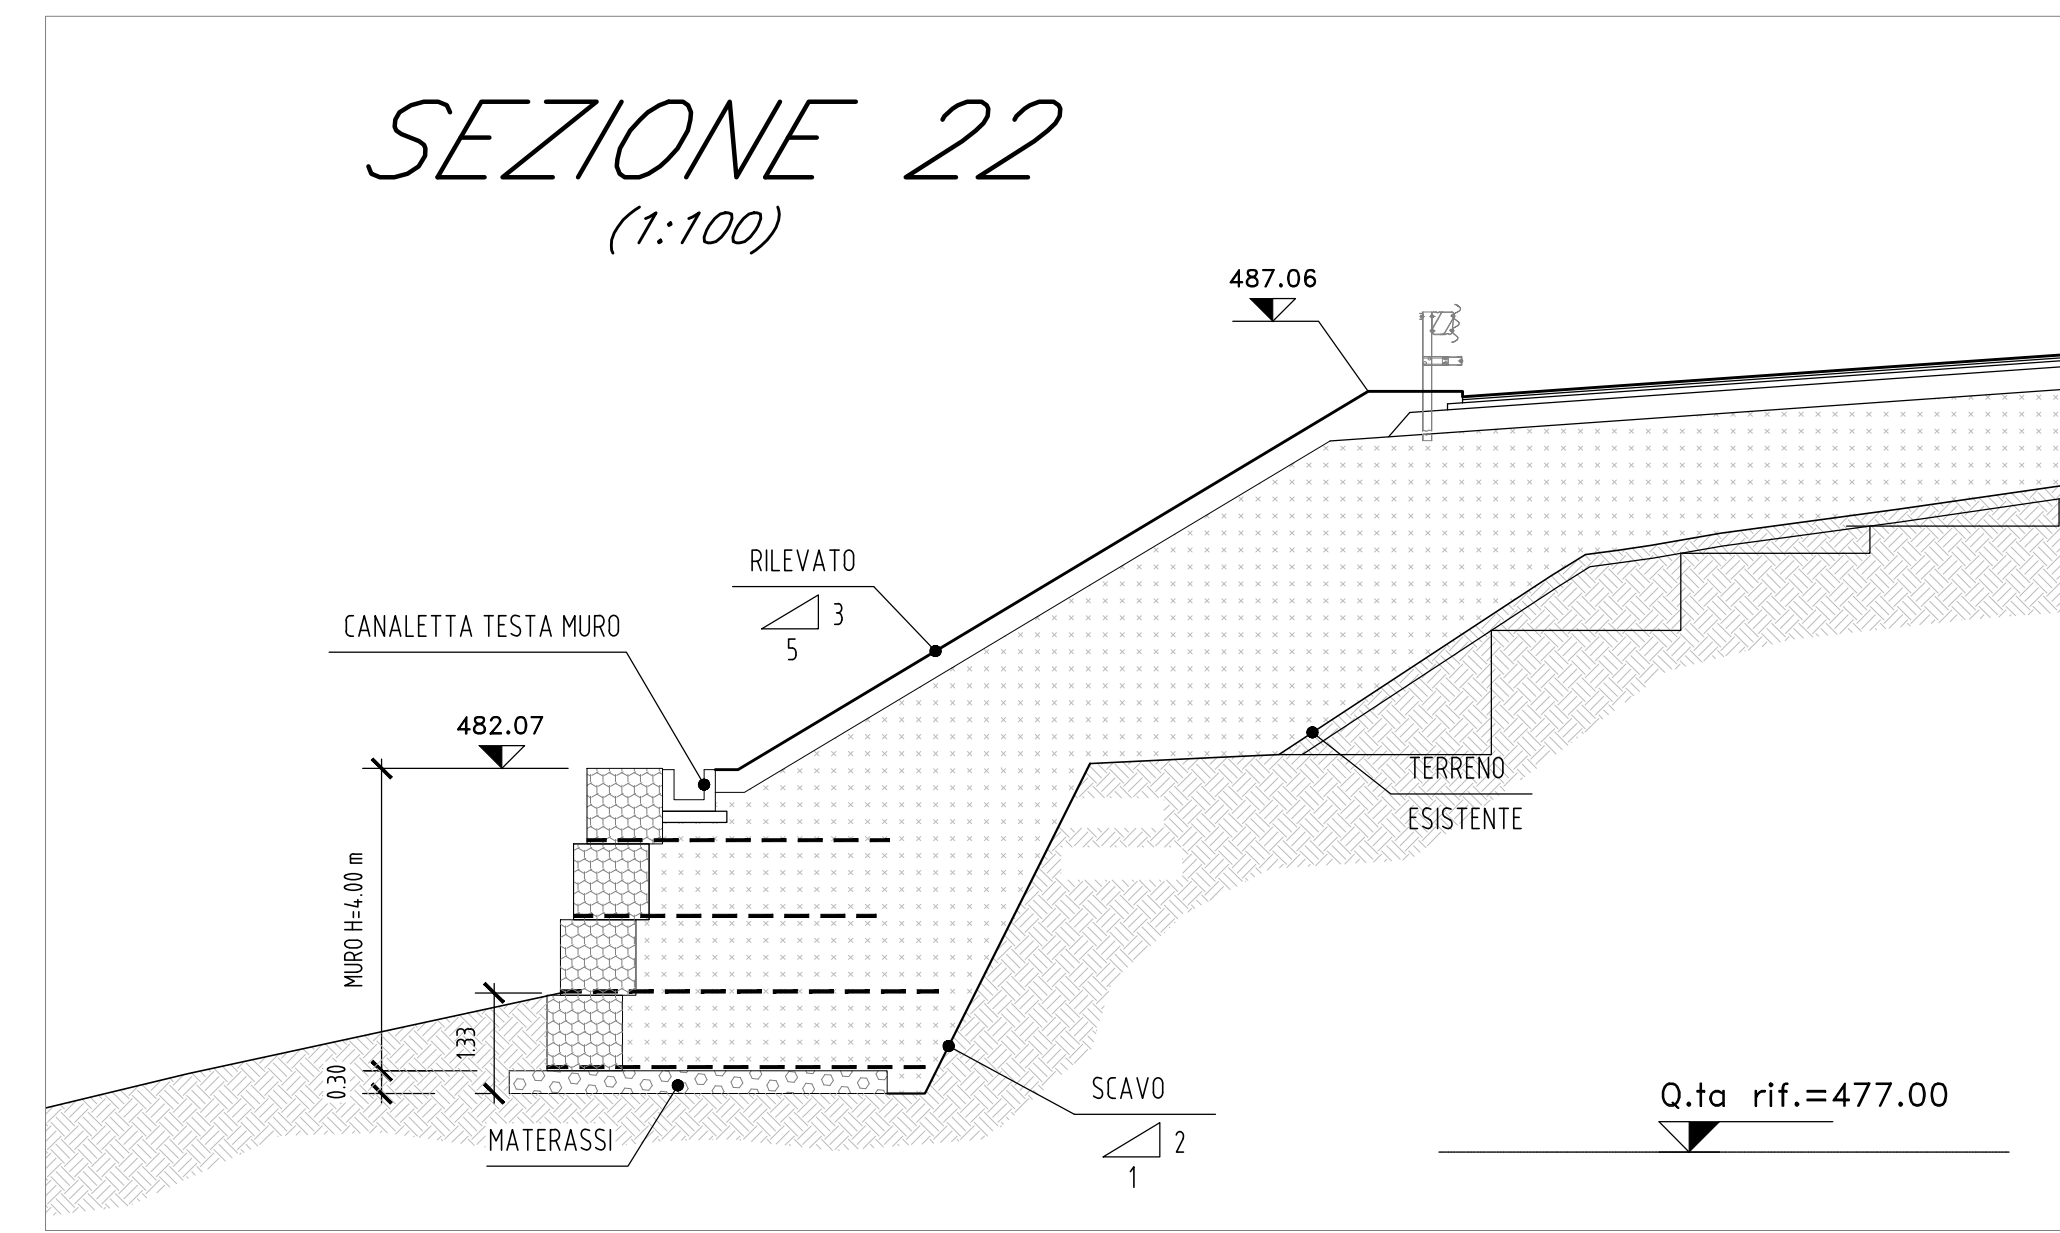 SEZIONE 22
(1:100)
487.06
RILEVATO
3
5
CANALETTA TESTA MURO
482.07
TERRENO
ESISTENTE
MURO H=4.00 m
1.33
0.30
SCAVO
2
1
MATERASSI
Q.ta rif.=477.00